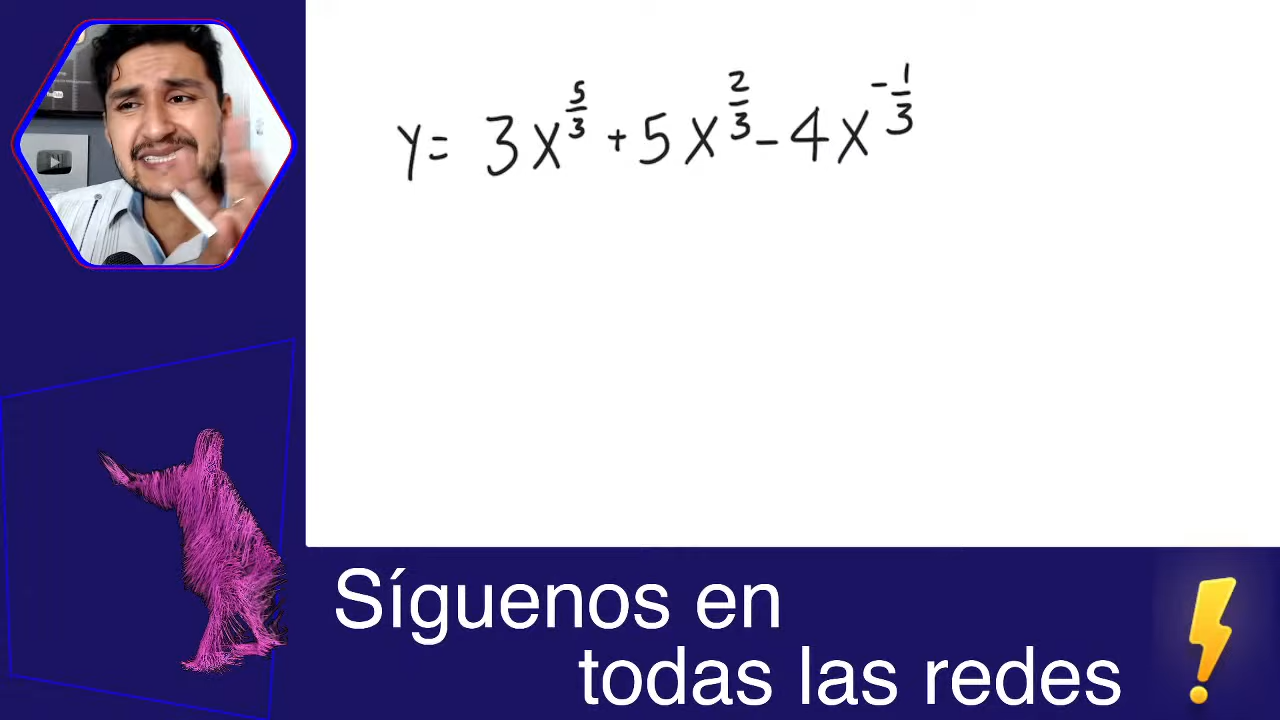 y = 3x^{5/3} + 5x^{2/3} - 4x^{-1/3}
Síguenos en
todas las redes